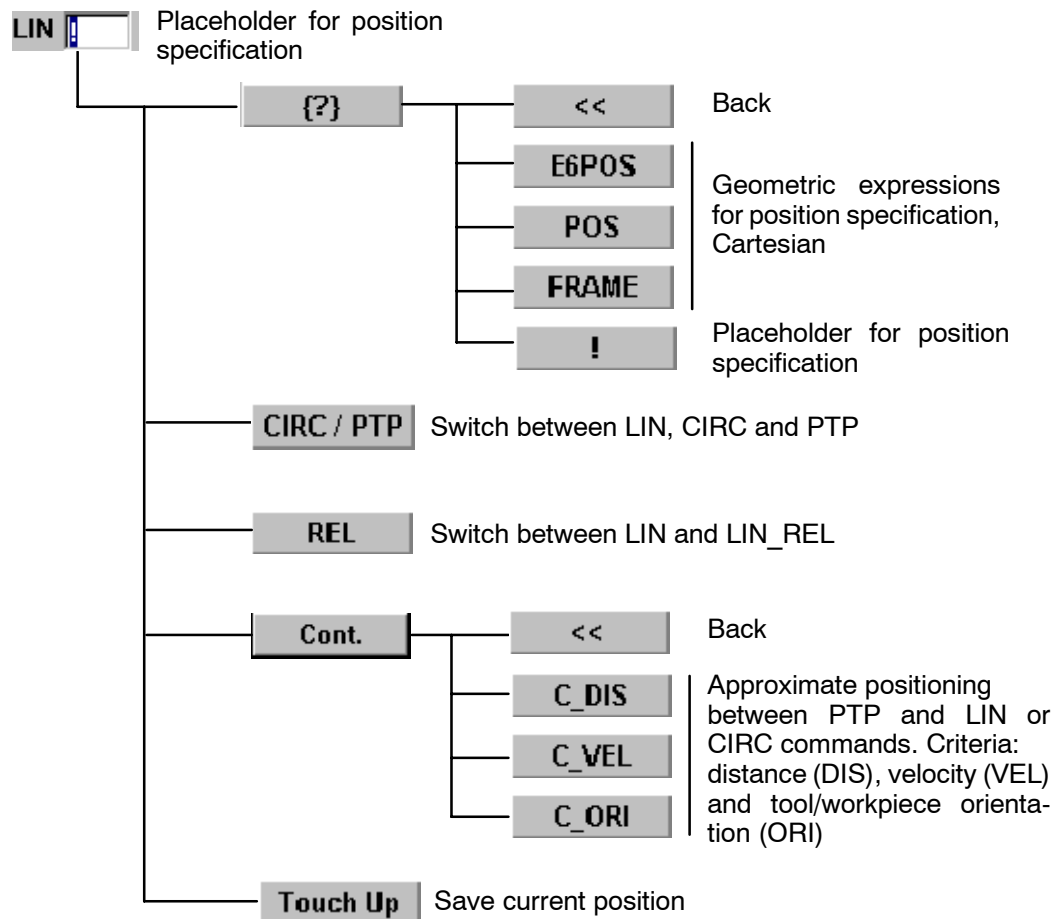 LIN !
Placeholder for position
specification
{?}
<<
Back
E6POS
POS
FRAME
Geometric expressions
for position specification,
Cartesian
!
Placeholder for position
specification
CIRC / PTP
Switch between LIN, CIRC and PTP
REL
Switch between LIN and LIN_REL
Cont.
<<
Back
C_DIS
C_VEL
C_ORI
Approximate positioning
between PTP and LIN or
CIRC commands. Criteria:
distance (DIS), velocity (VEL)
and tool/workpiece orienta-
tion (ORI)
Touch Up
Save current position